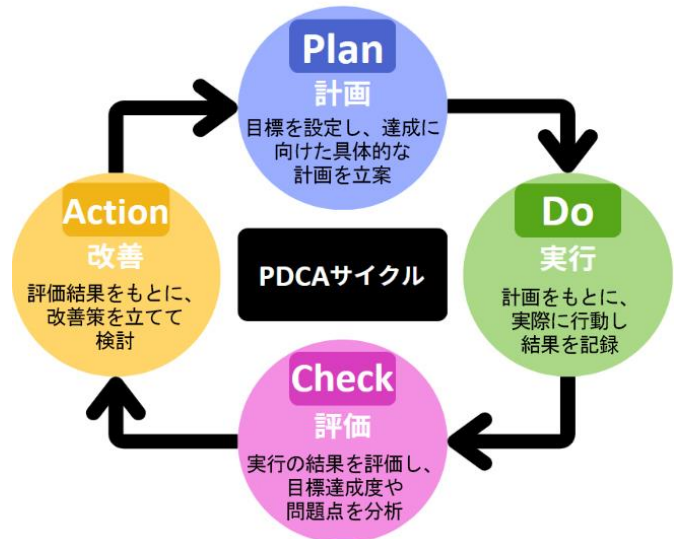 Plan
計画
目標を設定し、達成に
向けた具体的な
計画を立案
Do
実行
計画をもとに、
実際に行動し
結果を記録
Check
評価
実行の結果を評価し、
目標達成度や
問題点を分析
Action
改善
評価結果をもとに、
改善策を立てて
検討
PDCAサイクル